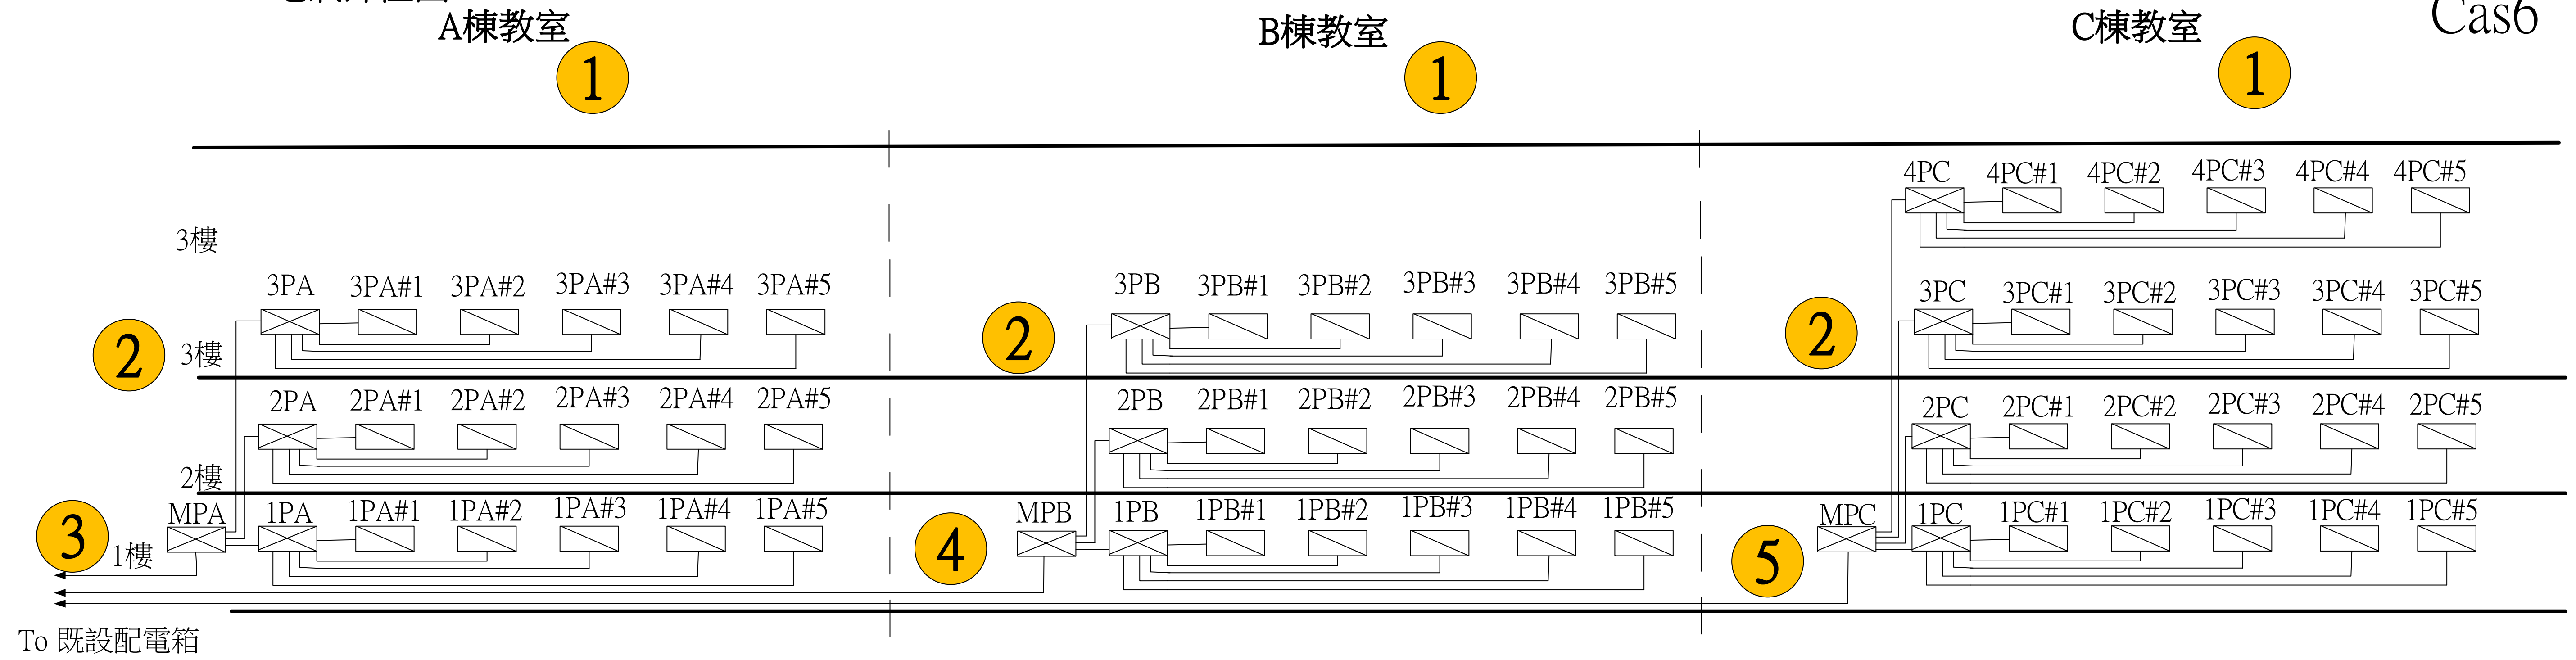 A棟教室
B棟教室
C棟教室
Cas6
1
1
1
4PC 4PC#1 4PC#2 4PC#3 4PC#4 4PC#5
3樓
3PA 3PA#1 3PA#2 3PA#3 3PA#4 3PA#5
3PB 3PB#1 3PB#2 3PB#3 3PB#4 3PB#5
3PC 3PC#1 3PC#2 3PC#3 3PC#4 3PC#5
2
3樓
2
2
2PA 2PA#1 2PA#2 2PA#3 2PA#4 2PA#5
2PB 2PB#1 2PB#2 2PB#3 2PB#4 2PB#5
2PC 2PC#1 2PC#2 2PC#3 2PC#4 2PC#5
2樓
MPA 1PA 1PA#1 1PA#2 1PA#3 1PA#4 1PA#5
MPB 1PB 1PB#1 1PB#2 1PB#3 1PB#4 1PB#5
MPC 1PC 1PC#1 1PC#2 1PC#3 1PC#4 1PC#5
3
1樓
4
5
To 既設配電箱